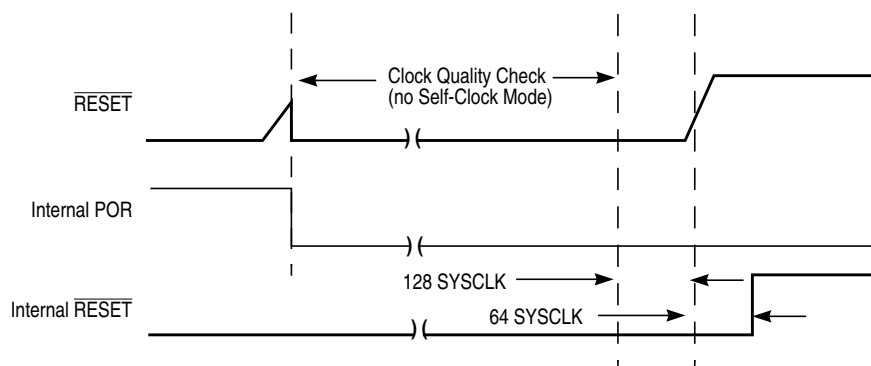 Clock Quality Check
(no Self-Clock Mode)
RESET
)(
Internal POR
)(
128 SYSCLK
Internal RESET
64 SYSCLK
)(